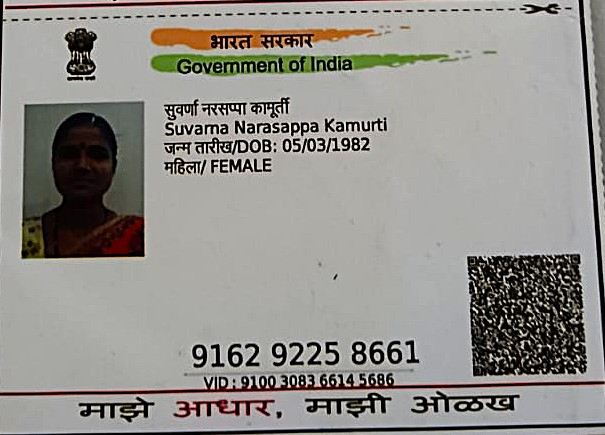 भारत सरकार
Government of India
सुवर्णा नरसप्पा कामूर्ती
Suvarna Narasappa Kamurti
जन्म तारीख/DOB: 05/03/1982
महिला/ FEMALE
9162 9225 8661
VID : 9100 3083 6614 5686
माझे आधार, माझी ओळख